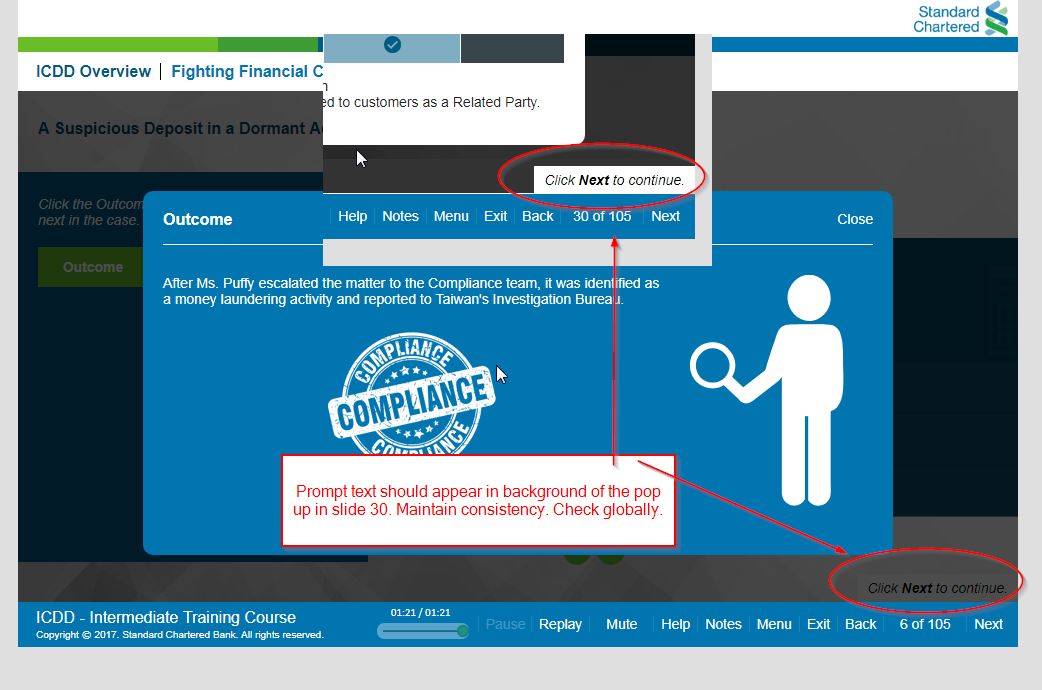 Standard
Chartered
ICDD Overview | Fighting Financial C
n
ed to customers as a Related Party.
A Suspicious Deposit in a Dormant A
Click Next to continue.
Click the Outcom
next in the case.
Help Notes Menu Exit Back 30 of 105 Next
Outcome
Close
Outcome
After Ms. Puffy escalated the matter to the Compliance team, it was identified as
a money laundering activity and reported to Taiwan's Investigation Bureau.
COMPLIANCE
COMPLIANCE
COMPLIANCE
Prompt text should appear in background of the pop
up in slide 30. Maintain consistency. Check globally.
Click Next to continue.
ICDD - Intermediate Training Course
Copyright © 2017. Standard Chartered Bank. All rights reserved.
01:21 / 01:21
Pause Replay Mute Help Notes Menu Exit Back 6 of 105 Next